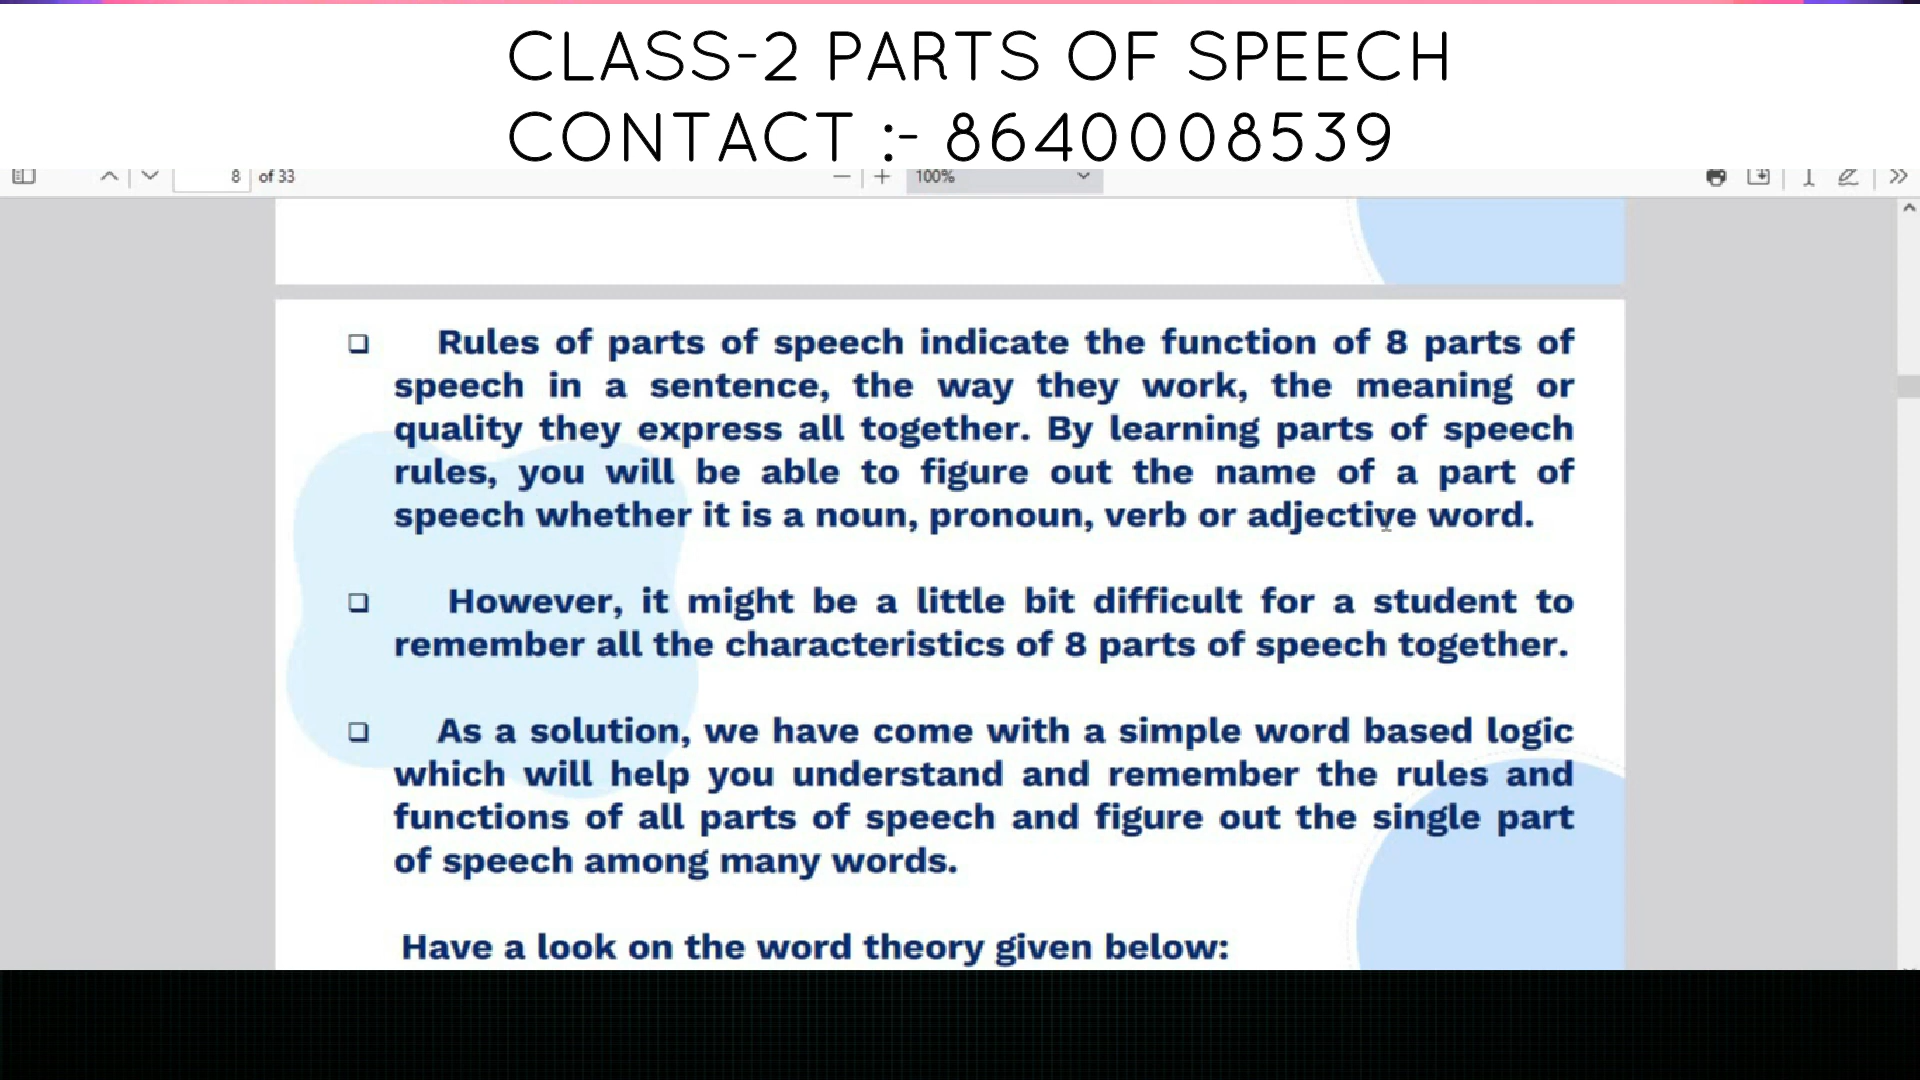 CLASS-2 PARTS OF SPEECH
CONTACT :- 8640008539
8 of 33
100%
Rules of parts of speech indicate the function of 8 parts of
speech in a sentence, the way they work, the meaning or
quality they express all together. By learning parts of speech
rules, you will be able to figure out the name of a part of
speech whether it is a noun, pronoun, verb or adjective word.
However, it might be a little bit difficult for a student to
remember all the characteristics of 8 parts of speech together.
As a solution, we have come with a simple word based logic
which will help you understand and remember the rules and
functions of all parts of speech and figure out the single part
of speech among many words.
Have a look on the word theory given below: